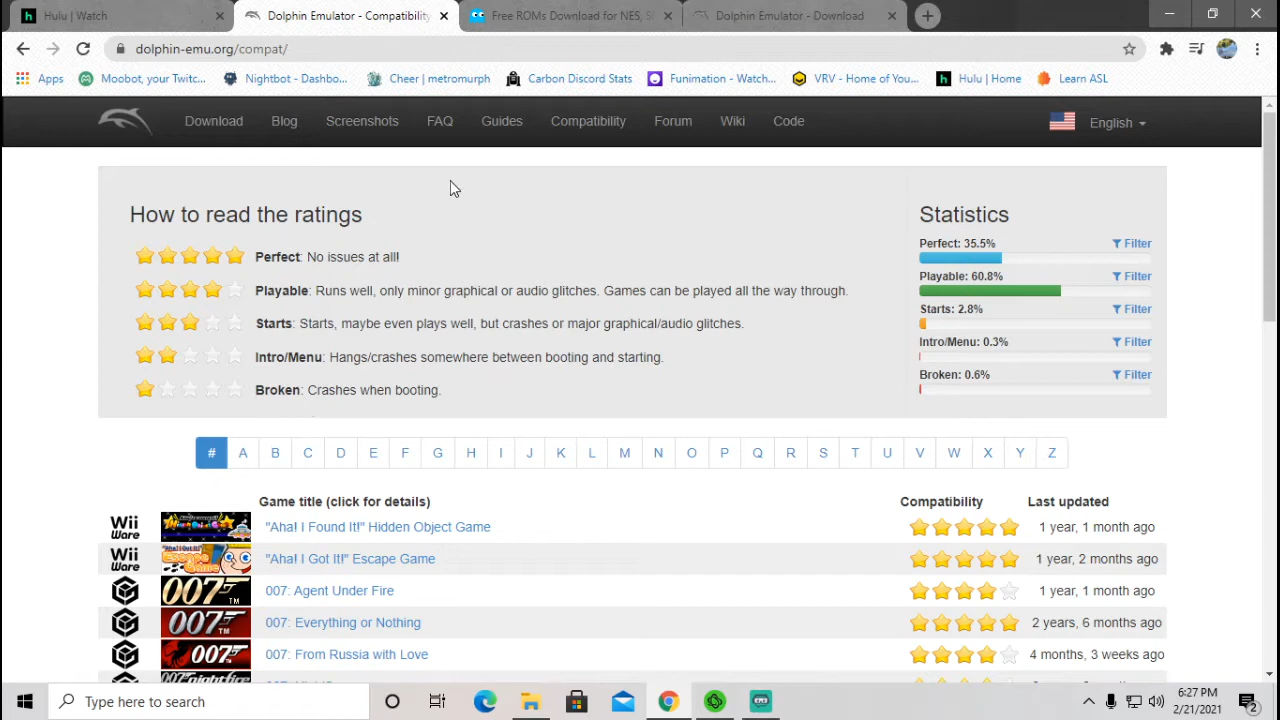 Hulu | Watch
Dolphin Emulator - Compatibility
Free ROMs Download for NES, S
Dolphin Emulator - Download
dolphin-emu.org/compat/
Apps
Moobot, your Twitc...
Nightbot - Dashbo...
Cheer | metromurph
Carbon Discord Stats
Funimation - Watch...
VRV - Home of You...
Hulu | Home
Learn ASL
Download
Blog
Screenshots
FAQ
Guides
Compatibility
Forum
Wiki
Code
English
How to read the ratings
Perfect: No issues at all!
Playable: Runs well, only minor graphical or audio glitches. Games can be played all the way through.
Starts: Starts, maybe even plays well, but crashes or major graphical/audio glitches.
Intro/Menu: Hangs/crashes somewhere between booting and starting.
Broken: Crashes when booting.
Statistics
Perfect: 35.5% Filter
Playable: 60.8% Filter
Starts: 2.8% Filter
Intro/Menu: 0.3% Filter
Broken: 0.6% Filter
# A B C D E F G H I J K L M N O P Q R S T U V W X Y Z
Game title (click for details) Compatibility Last updated
Wii Ware "Aha! I Found It!" Hidden Object Game 1 year, 1 month ago
Wii Ware "Aha! I Got It!" Escape Game 1 year, 2 months ago
007 TM 007: Agent Under Fire 1 year, 1 month ago
007 TM 007: Everything or Nothing 2 years, 6 months ago
007 007: From Russia with Love 4 months, 3 weeks ago
Type here to search
6:27 PM
2/21/2021
2